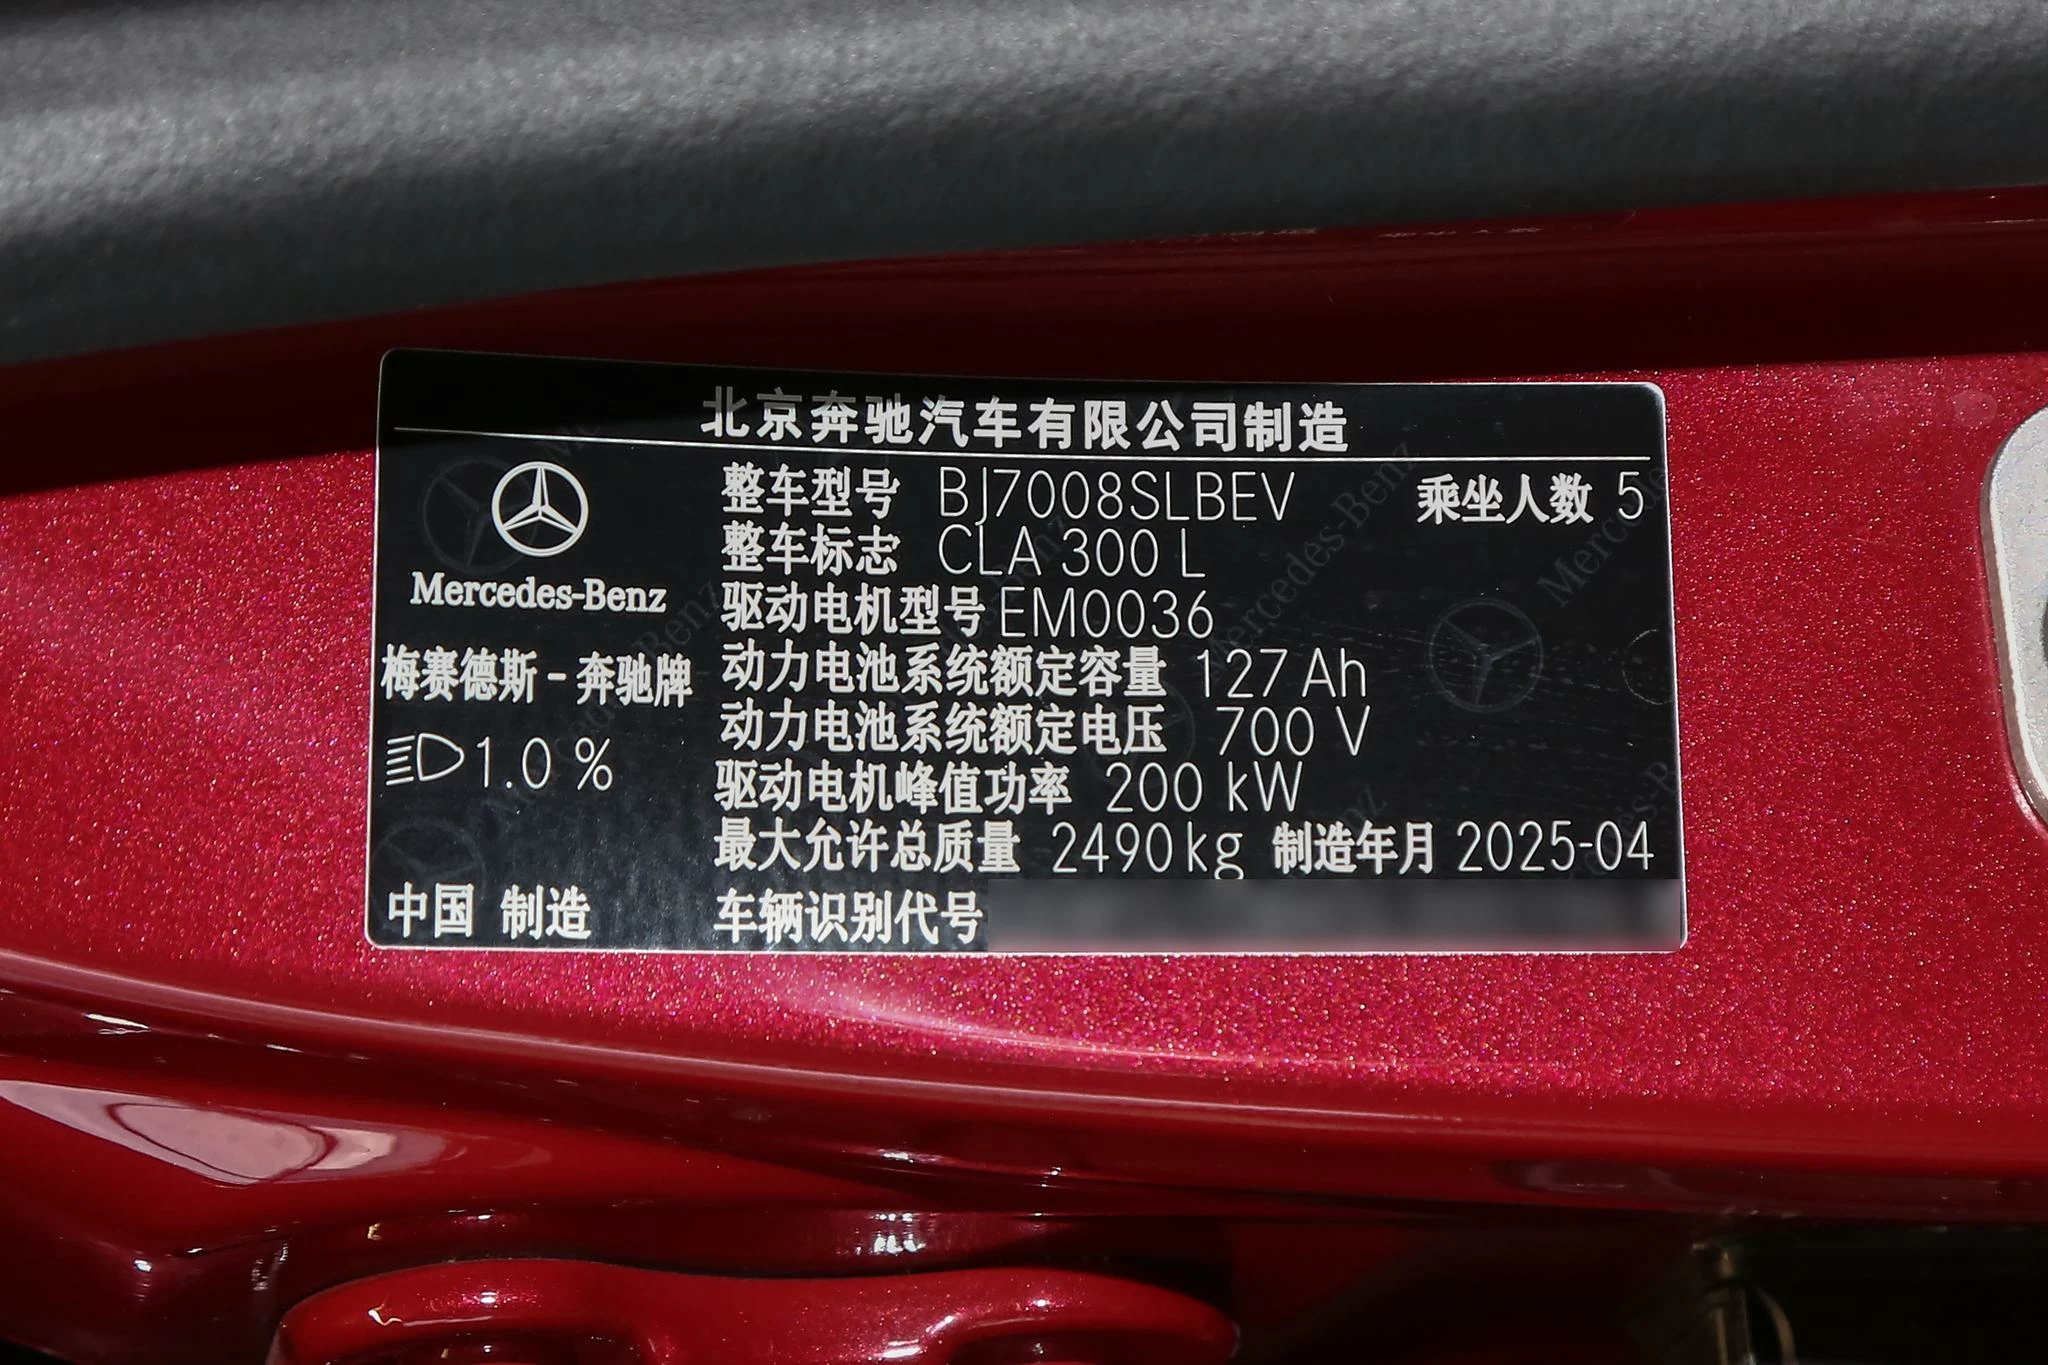 北京奔驰汽车有限公司制造
Mercedes-Benz
梅赛德斯-奔驰牌
1.0 %
中国 制造
整车型号 BJ7008SLBEV 乘坐人数 5
整车标志 CLA 300 L
驱动电机型号 EM0036
动力电池系统额定容量 127 Ah
动力电池系统额定电压 700 V
驱动电机峰值功率 200 kW
最大允许总质量 2490kg 制造年月 2025-04
车辆识别代号